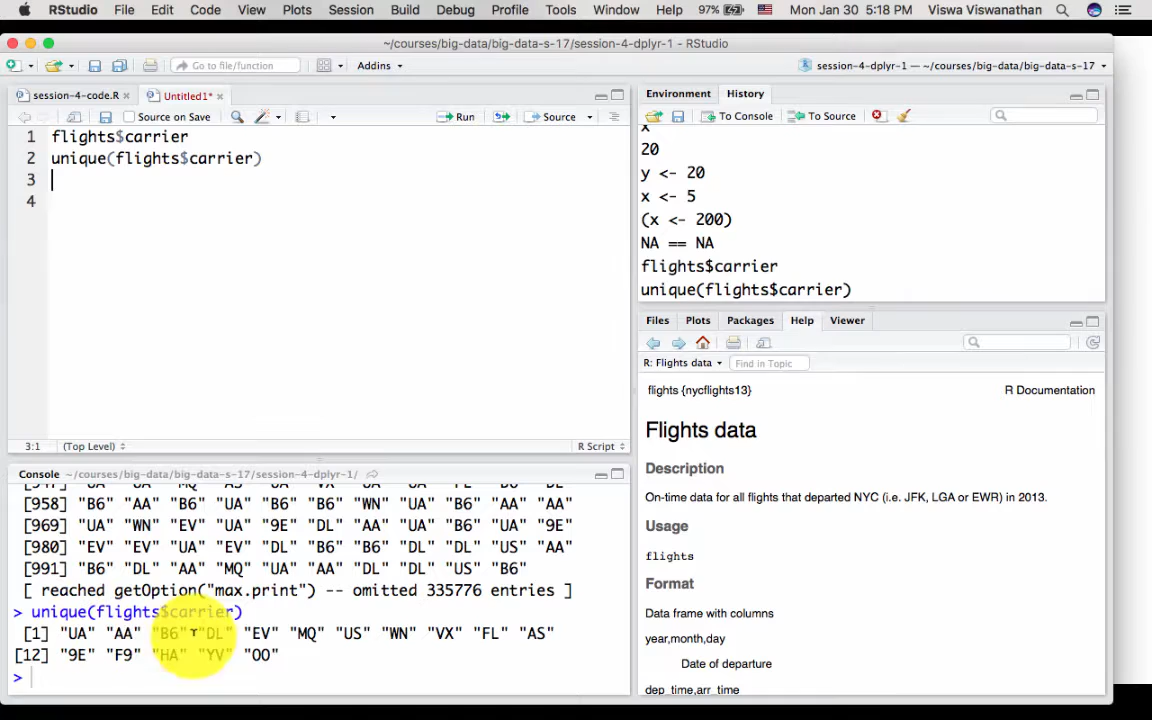 RStudio File Edit Code View Plots Session Build Debug Profile Tools Window Help 97% Mon Jan 30 5:18 PM Viswa Viswanathan
~/courses/big-data/big-data-s-17/session-4-dplyr-1 - RStudio
Go to file/function Addins session-4-dplyr-1 — ~/courses/big-data/big-data-s-17
session-4-code.R Untitled1*
Source on Save Run Source
1 flights$carrier
2 unique(flights$carrier)
3
4
3:1 (Top Level) R Script
Console ~/courses/big-data/big-data-s-17/session-4-dplyr-1/
[958] "B6" "AA" "B6" "UA" "B6" "B6" "WN" "UA" "B6" "AA" "AA"
[969] "UA" "WN" "EV" "UA" "9E" "DL" "AA" "UA" "B6" "UA" "9E"
[980] "EV" "EV" "UA" "EV" "DL" "B6" "B6" "DL" "DL" "US" "AA"
[991] "B6" "DL" "AA" "MQ" "UA" "AA" "DL" "DL" "US" "B6"
[ reached getOption("max.print") -- omitted 335776 entries ]
> unique(flights$carrier)
[1] "UA" "AA" "B6" "DL" "EV" "MQ" "US" "WN" "VX" "FL" "AS"
[12] "9E" "F9" "HA" "YV" "OO"
>
Environment History
To Console To Source
x
20
y <- 20
x <- 5
(x <- 200)
NA == NA
flights$carrier
unique(flights$carrier)
Files Plots Packages Help Viewer
R: Flights data Find in Topic
flights {nycflights13} R Documentation
Flights data
Description
On-time data for all flights that departed NYC (i.e. JFK, LGA or EWR) in 2013.
Usage
flights
Format
Data frame with columns
year,month,day
Date of departure
dep_time,arr_time